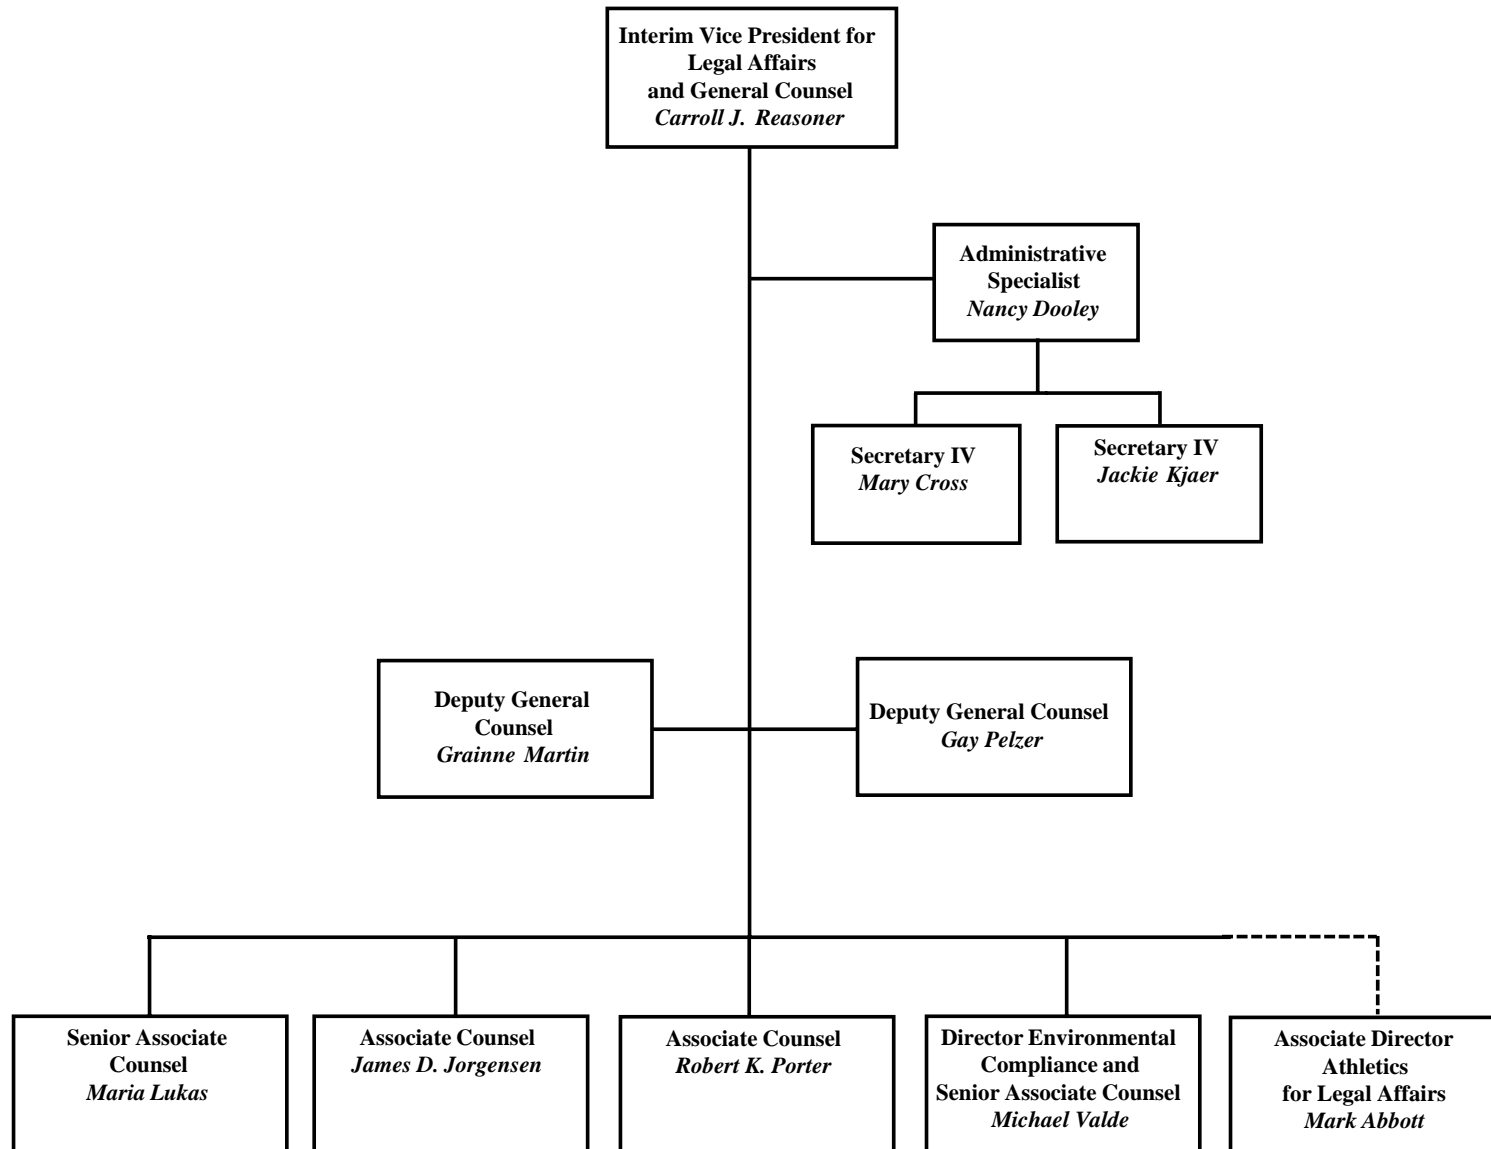 Interim Vice President for
Legal Affairs
and General Counsel
Carroll J. Reasoner
Administrative
Specialist
Nancy Dooley
Secretary IV
Mary Cross
Secretary IV
Jackie Kjaer
Deputy General
Counsel
Grainne Martin
Deputy General Counsel
Gay Pelzer
Senior Associate
Counsel
Maria Lukas
Associate Counsel
James D. Jorgensen
Associate Counsel
Robert K. Porter
Director Environmental
Compliance and
Senior Associate Counsel
Michael Valde
Associate Director
Athletics
for Legal Affairs
Mark Abbott